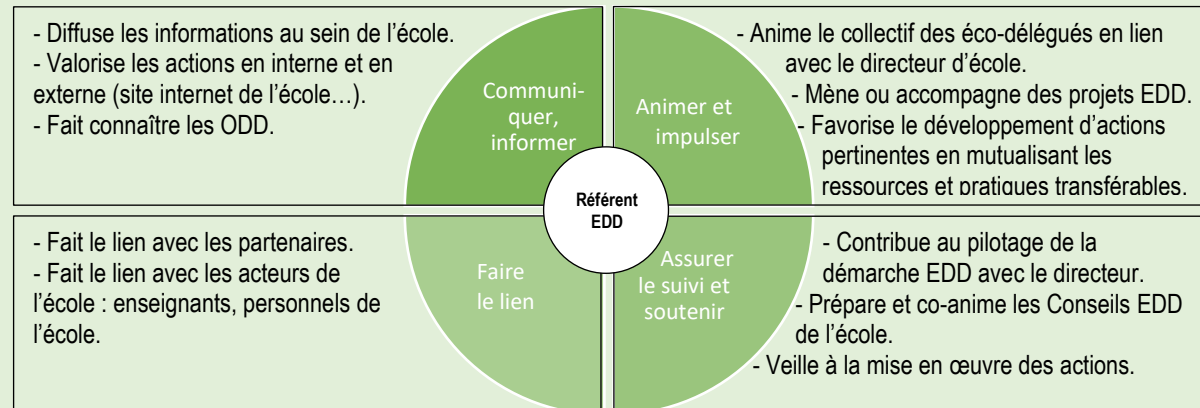 - Diffuse les informations au sein de l'école.
- Valorise les actions en interne et en
externe (site internet de l'école…).
- Fait connaître les ODD.
Communi-
quer,
informer
Animer et
impulser
- Anime le collectif des éco-délégués en lien
avec le directeur d'école.
- Mène ou accompagne des projets EDD.
- Favorise le développement d'actions
pertinentes en mutualisant les
ressources et pratiques transférables.
Référent
EDD
- Fait le lien avec les partenaires.
- Fait le lien avec les acteurs de
l'école : enseignants, personnels de
l'école.
Faire
le lien
Assurer
le suivi et
soutenir
- Contribue au pilotage de la
démarche EDD avec le directeur.
- Prépare et co-anime les Conseils EDD
de l'école.
- Veille à la mise en œuvre des actions.